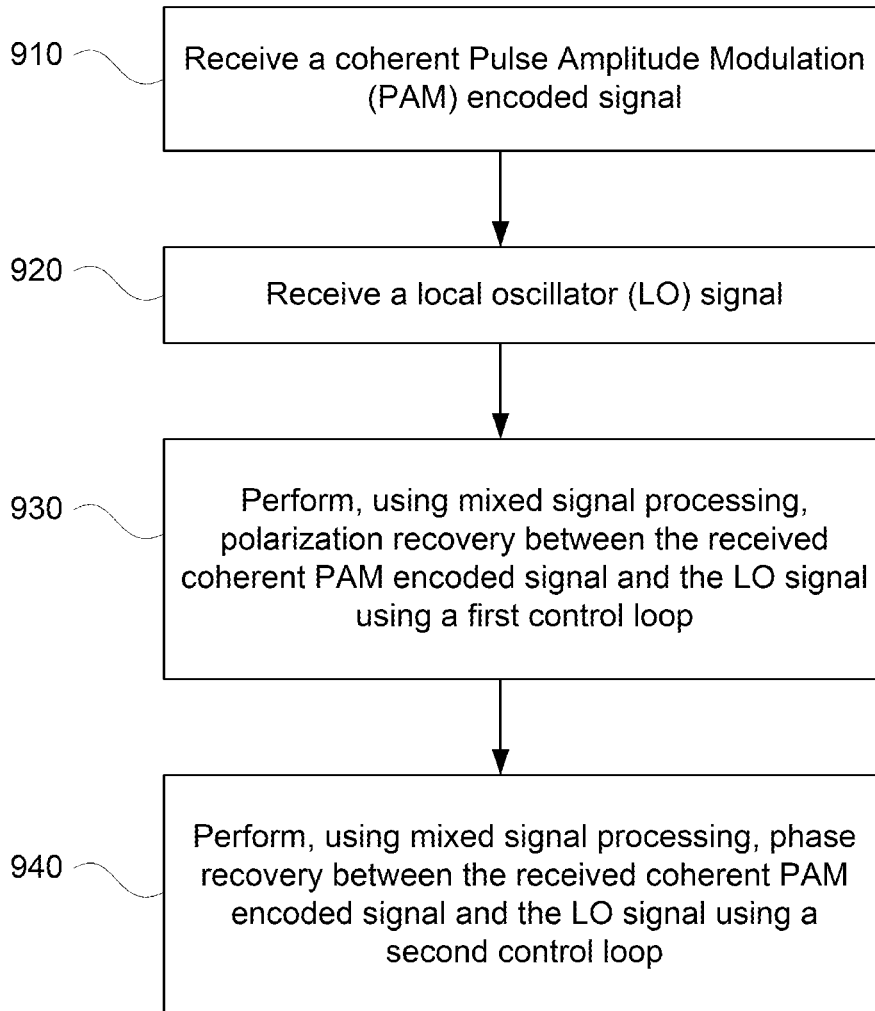 910
Receive a coherent Pulse Amplitude Modulation
(PAM) encoded signal
920
Receive a local oscillator (LO) signal
930
Perform, using mixed signal processing,
polarization recovery between the received
coherent PAM encoded signal and the LO signal
using a first control loop
940
Perform, using mixed signal processing, phase
recovery between the received coherent PAM
encoded signal and the LO signal using a
second control loop